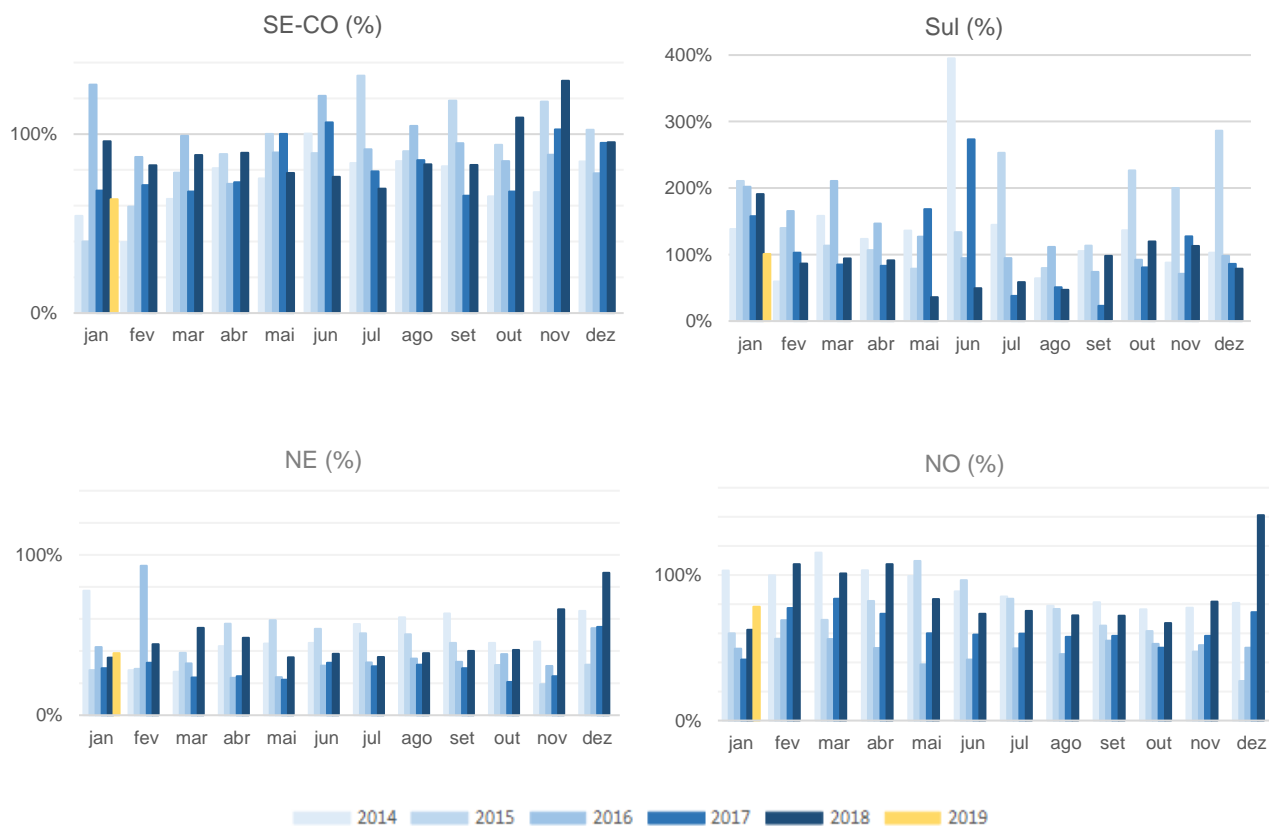 SE-CO (%)
100%
0%
jan fev mar abr mai jun jul ago set out nov dez
Sul (%)
400%
300%
200%
100%
0%
jan fev mar abr mai jun jul ago set out nov dez
NE (%)
100%
0%
jan fev mar abr mai jun jul ago set out nov dez
NO (%)
100%
0%
jan fev mar abr mai jun jul ago set out nov dez
2014 2015 2016 2017 2018 2019